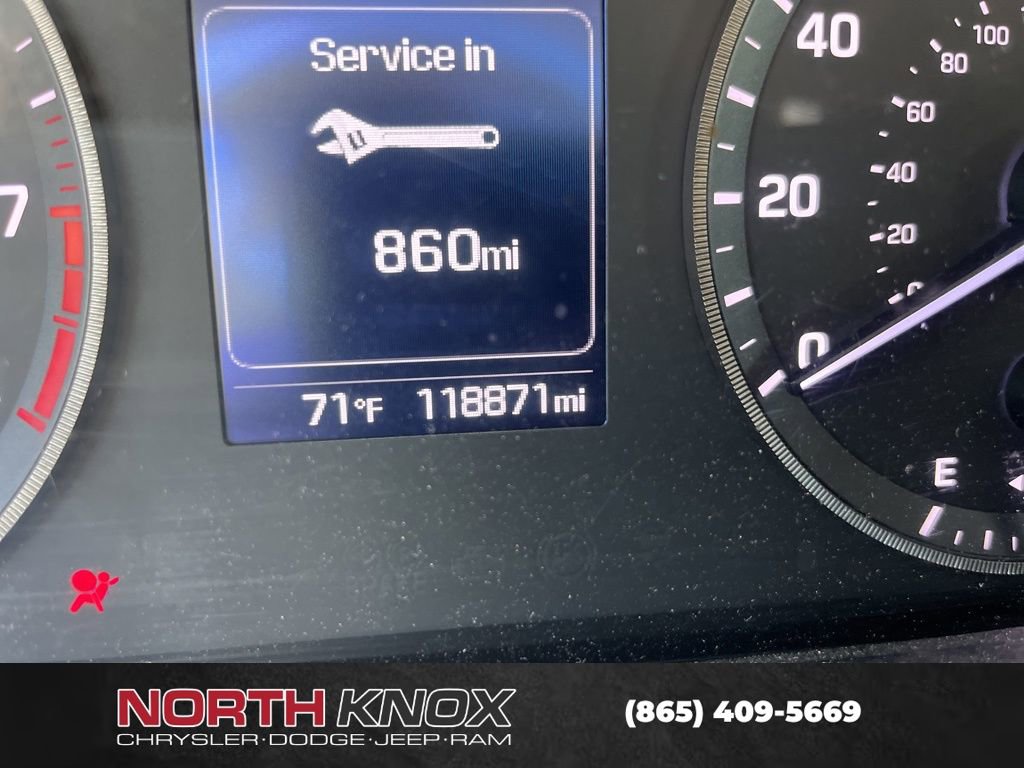 Service in
860mi
71°F 118871mi
7
40
20
0
100
80
60
40
20
E
NORTH KNOX
CHRYSLER·DODGE·JEEP·RAM
(865) 409-5669